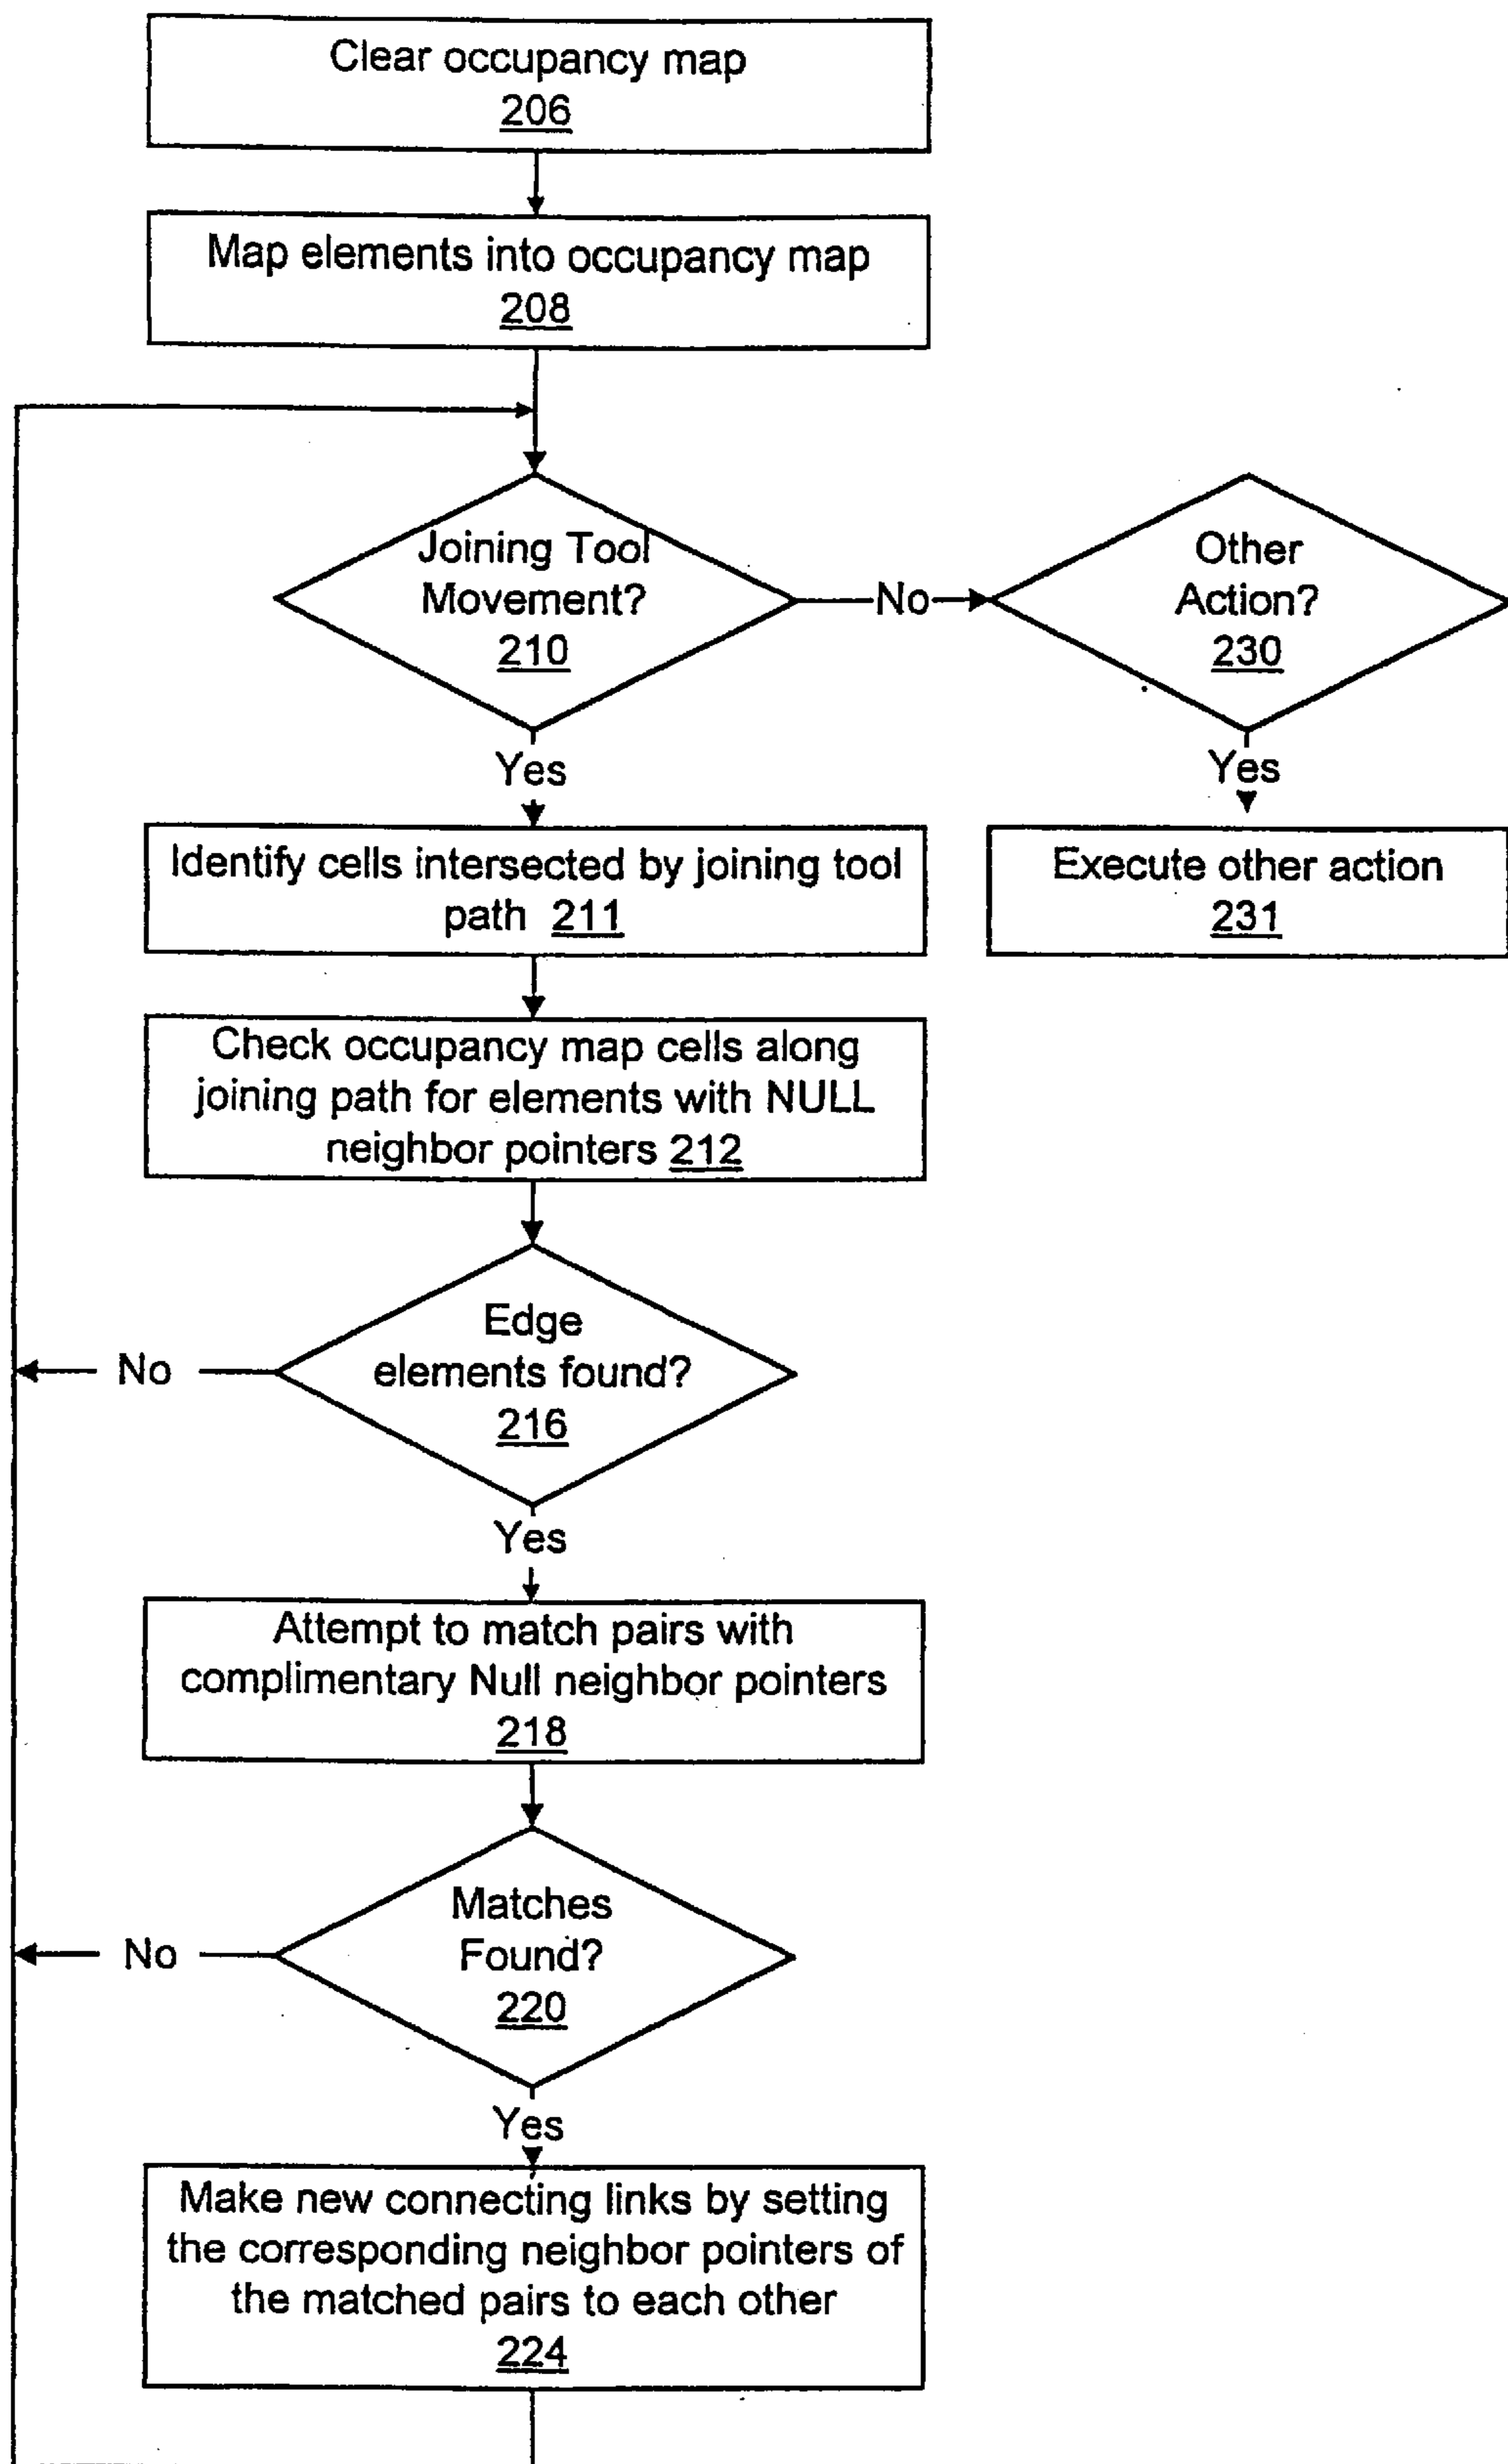 Clear occupancy map
206
Map elements into occupancy map
208
Joining Tool
Movement?
210
No
Other
Action?
230
Yes
Yes
Identify cells intersected by joining tool
path 211
Execute other action
231
Check occupancy map cells along
joining path for elements with NULL
neighbor pointers 212
Edge
elements found?
216
No
Yes
Attempt to match pairs with
complimentary Null neighbor pointers
218
Matches
Found?
220
No
Yes
Make new connecting links by setting
the corresponding neighbor pointers of
the matched pairs to each other
224